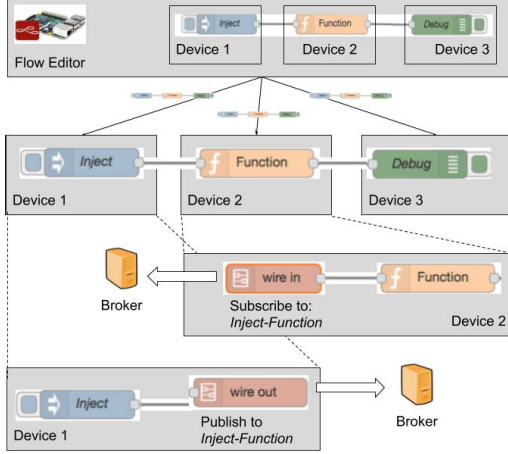 Inject
Function
Debug
Device 1
Device 2
Device 3
Flow Editor
Inject
Function
Debug
Device 1
Device 2
Device 3
wire in
Function
Broker
Subscribe to:
Inject-Function
Device 2
Inject
wire out
Device 1
Publish to
Inject-Function
Broker